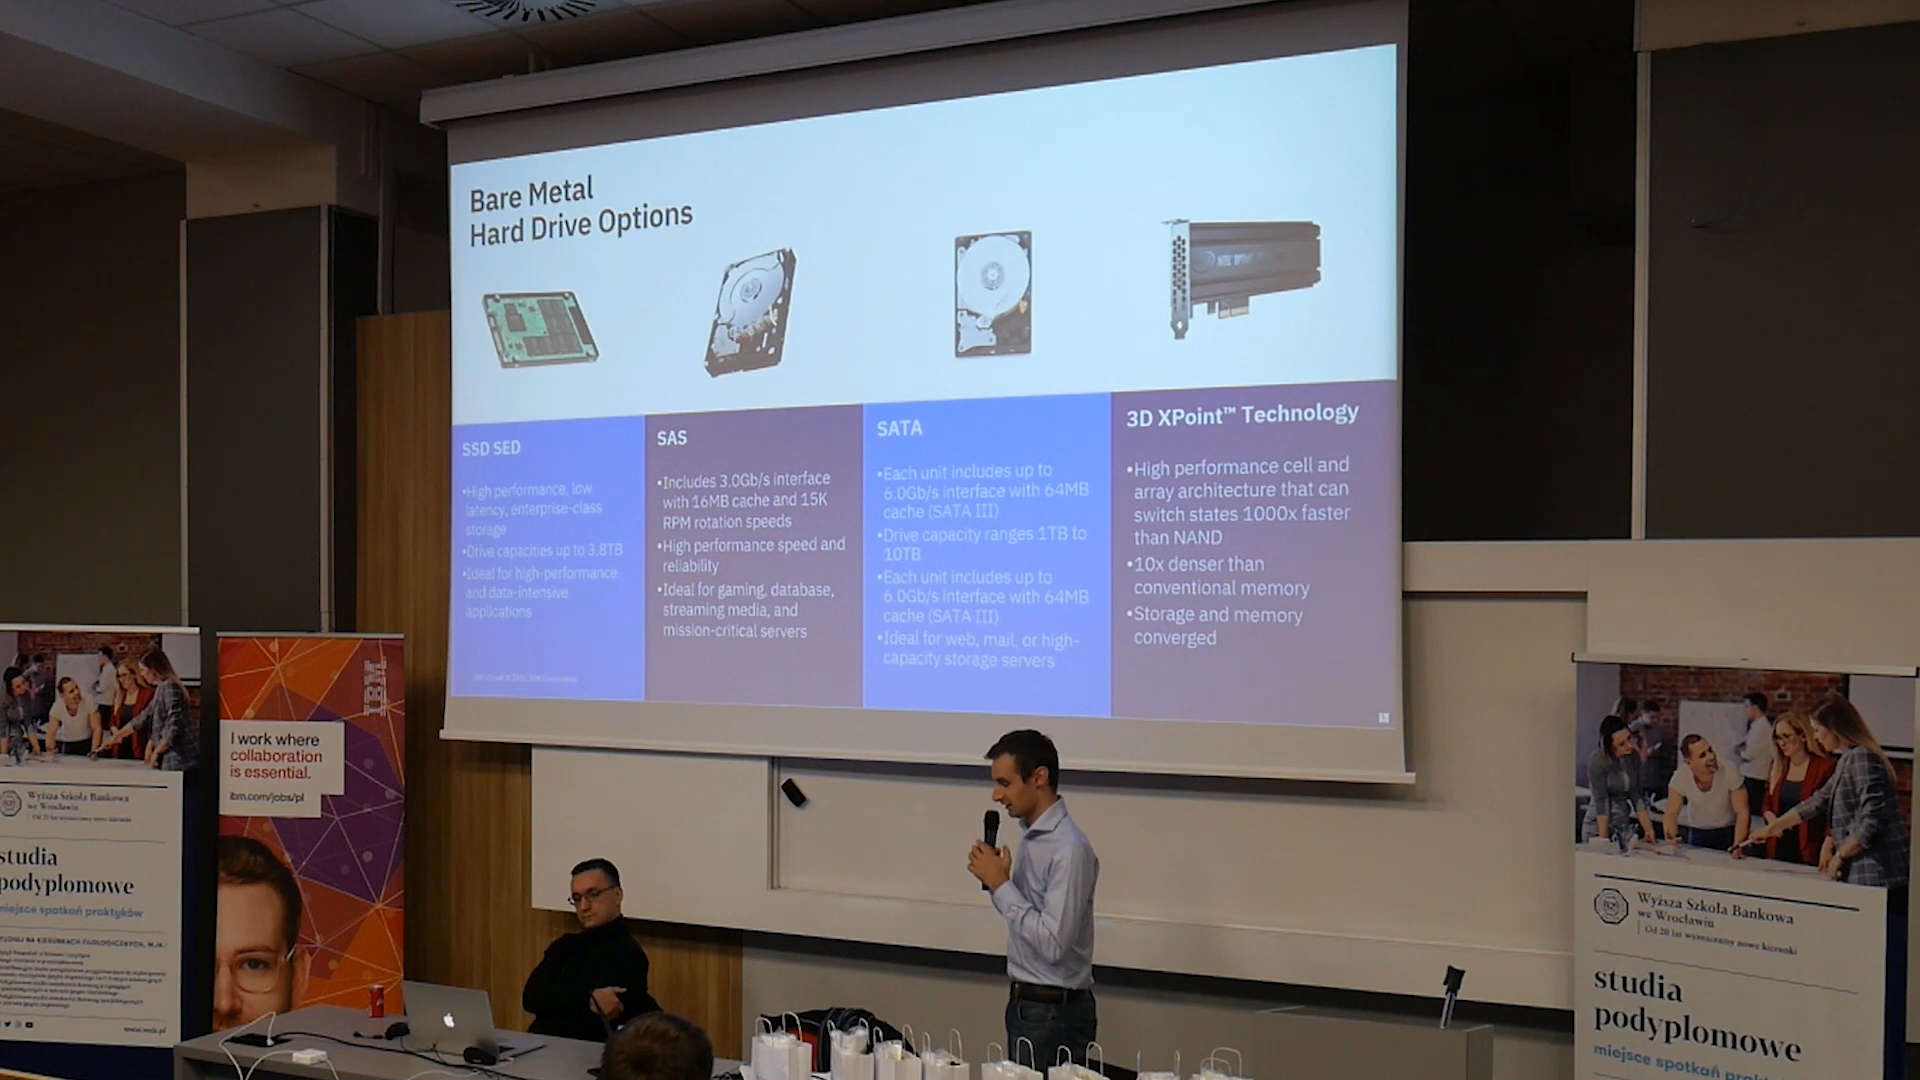 Bare Metal
Hard Drive Options
SSD SED
•High performance, low
latency, enterprise-class
storage
•Drive capacities up to 3.8TB
•Ideal for high-performance
and data-intensive
applications
SAS
•Includes 3.0Gb/s interface
with 16MB cache and 15K
RPM rotation speeds
•High performance speed and
reliability
•Ideal for gaming, database,
streaming media, and
mission-critical servers
SATA
•Each unit includes up to
6.0Gb/s interface with 64MB
cache (SATA III)
•Drive capacity ranges 1TB to
10TB
•Each unit includes up to
6.0Gb/s interface with 64MB
cache (SATA III)
•Ideal for web, mail, or high-
capacity storage servers
3D XPoint™ Technology
•High performance cell and
array architecture that can
switch states 1000x faster
than NAND
•10x denser than
conventional memory
•Storage and memory
converged
IBM
I work where
collaboration
is essential.
ibm.com/jobs/pl
Wyższa Szkoła Bankowa
we Wrocławiu
Od 20 lat wyznaczamy nowe kierunki
studia
podyplomowe
miejsce spotkań praktyków
Wyższa Szkoła Bankowa
we Wrocławiu
Od 20 lat wyznaczamy nowe kierunki
studia
podyplomowe
miejsce spotkań